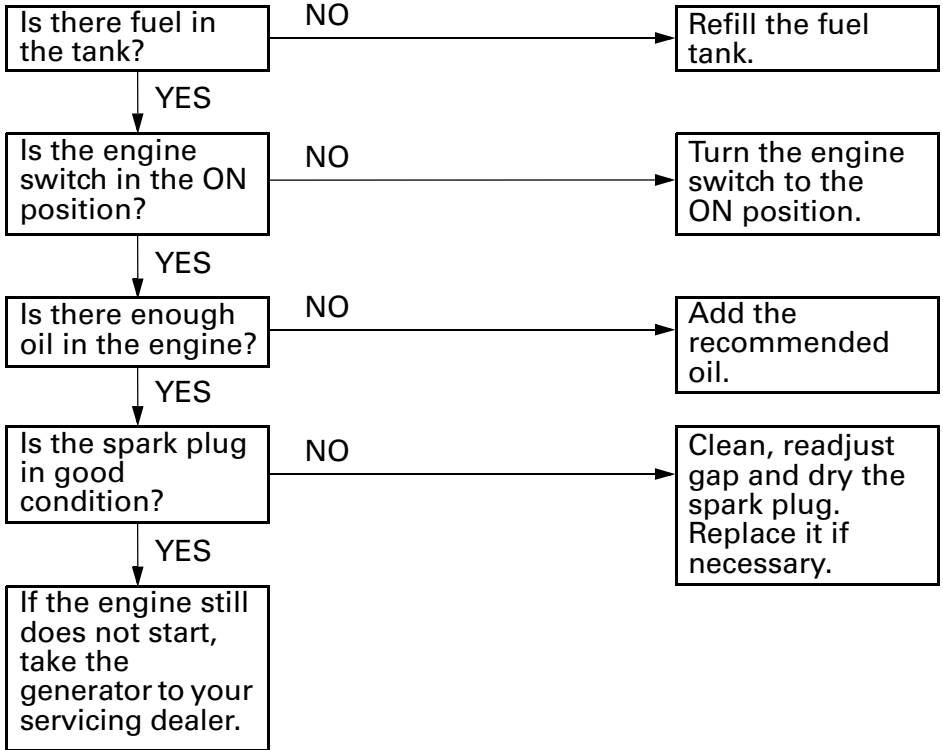 Is there fuel in
the tank?
NO
Refill the fuel
tank.
YES
Is the engine
switch in the ON
position?
NO
Turn the engine
switch to the
ON position.
YES
Is there enough
oil in the engine?
NO
Add the
recommended
oil.
YES
Is the spark plug
in good
condition?
NO
Clean, readjust
gap and dry the
spark plug.
Replace it if
necessary.
YES
If the engine still
does not start,
take the
generator to your
servicing dealer.